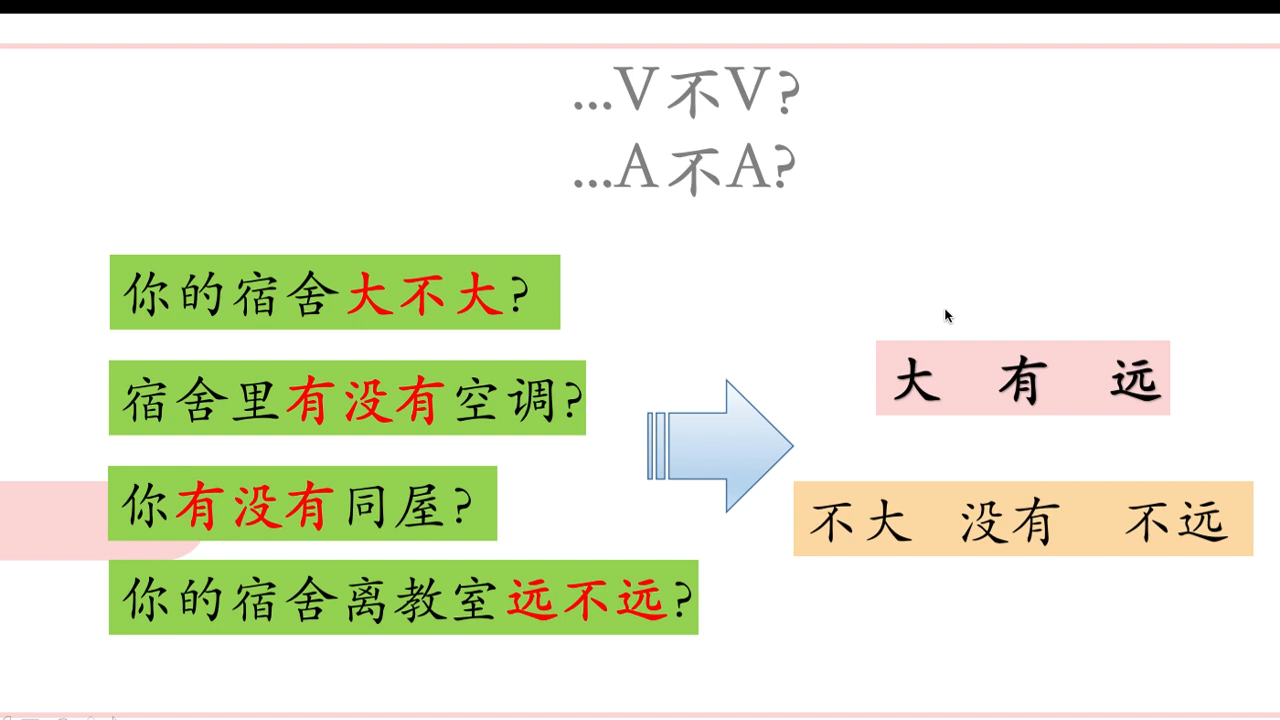 ...V不V?
...A不A?
你的宿舍大不大?
宿舍里有没有空调?
你有没有同屋?
你的宿舍离教室远不远?
大 有 远
不大 没有 不远